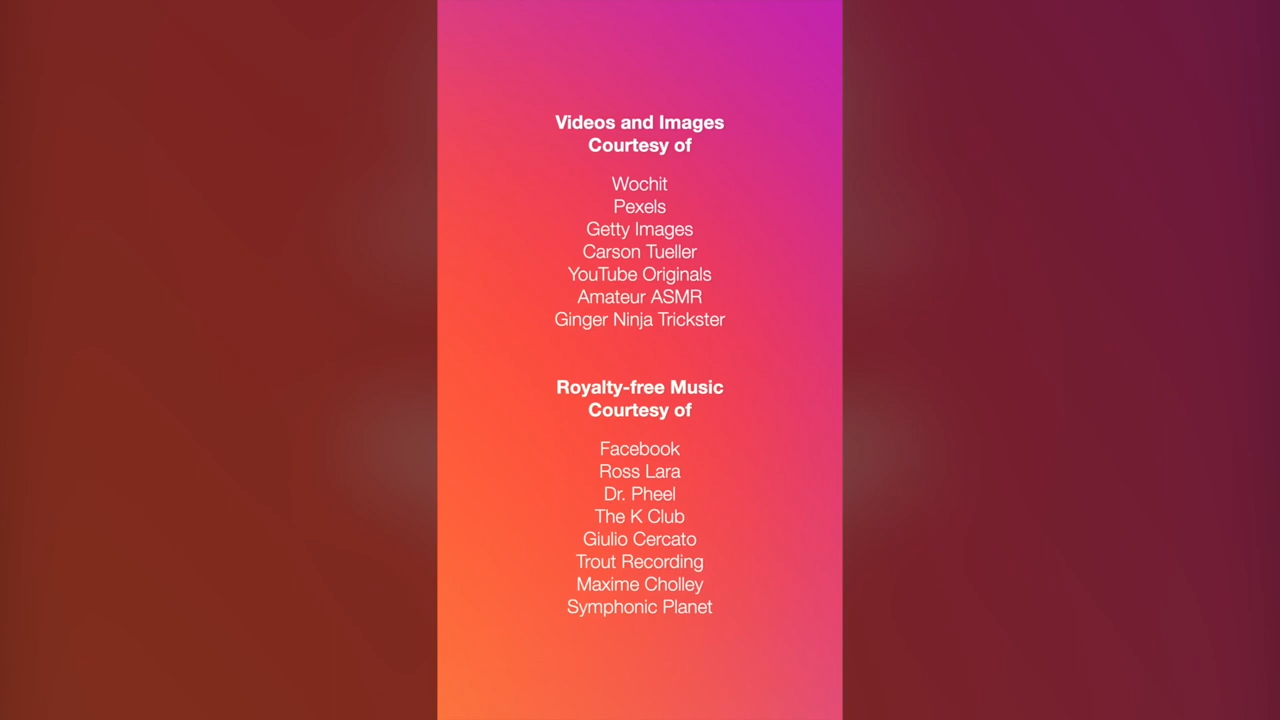 Videos and Images
Courtesy of
Wochit
Pexels
Getty Images
Carson Tueller
YouTube Originals
Amateur ASMR
Ginger Ninja Trickster
Royalty-free Music
Courtesy of
Facebook
Ross Lara
Dr. Pheel
The K Club
Giulio Cercato
Trout Recording
Maxime Cholley
Symphonic Planet